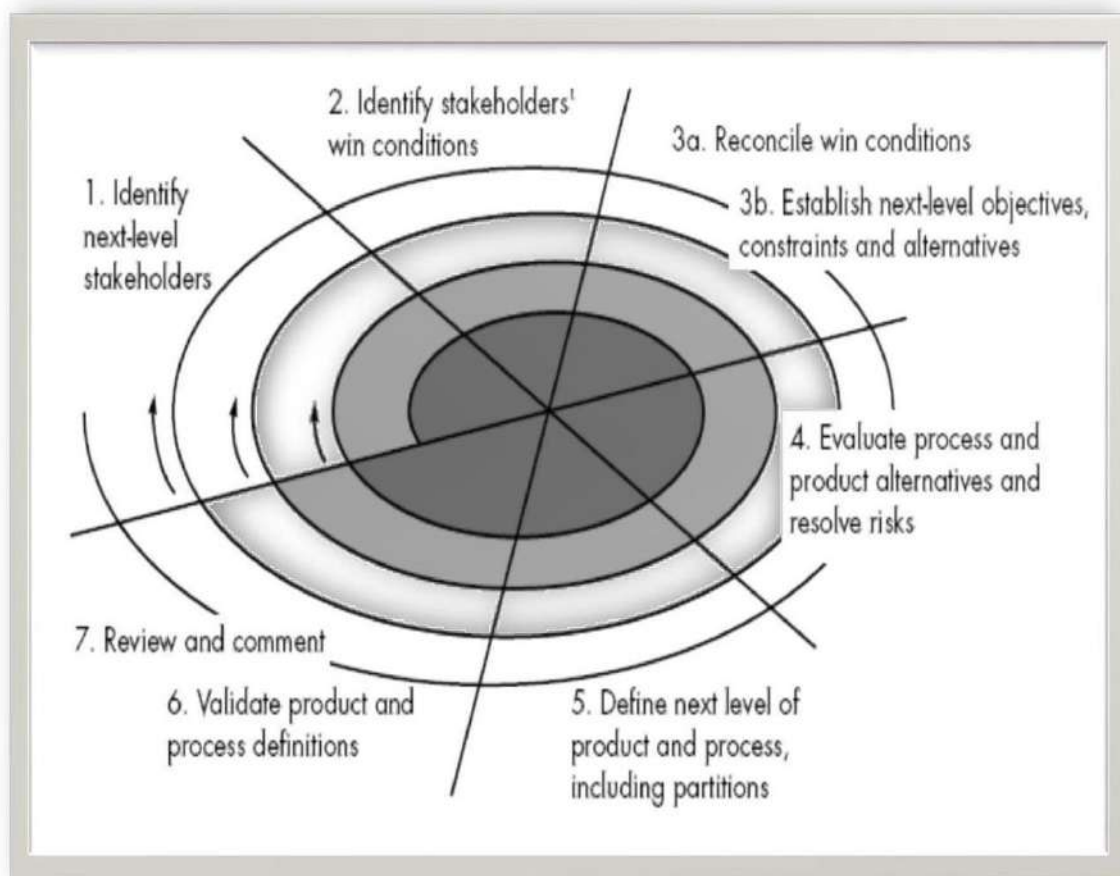 2. Identify stakeholders'
win conditions
3a. Reconcile win conditions
1. Identify
next-level
stakeholders
3b. Establish next-level objectives,
constraints and alternatives
4. Evaluate process and
product alternatives and
resolve risks
7. Review and comment
6. Validate product and
process definitions
5. Define next level of
product and process,
including partitions